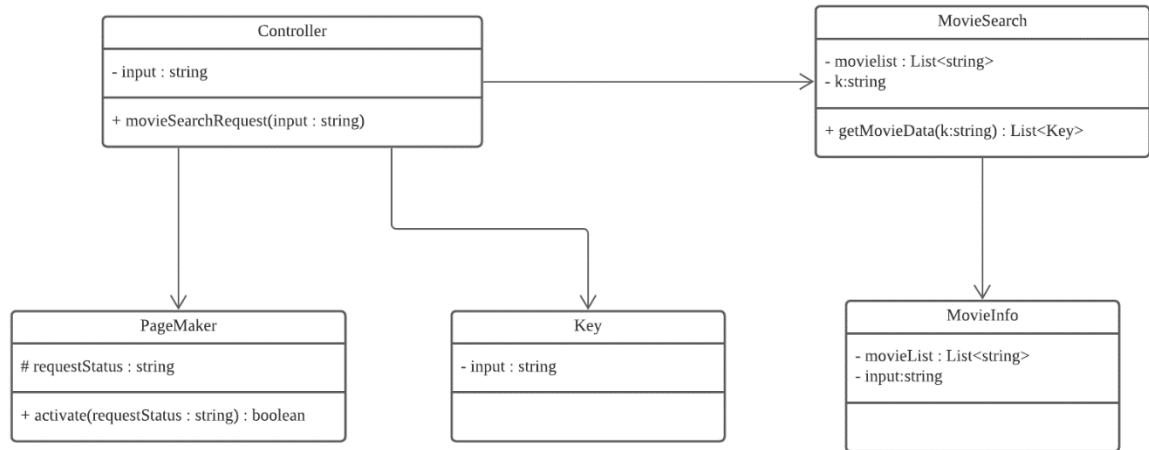 Controller
- input : string
+ movieSearchRequest(input : string)
MovieSearch
- movielist : List<string>
- k:string
+ getMovieData(k:string) : List<Key>
PageMaker
# requestStatus : string
+ activate(requestStatus : string) : boolean
Key
- input : string
MovieInfo
- movieList : List<string>
- input:string